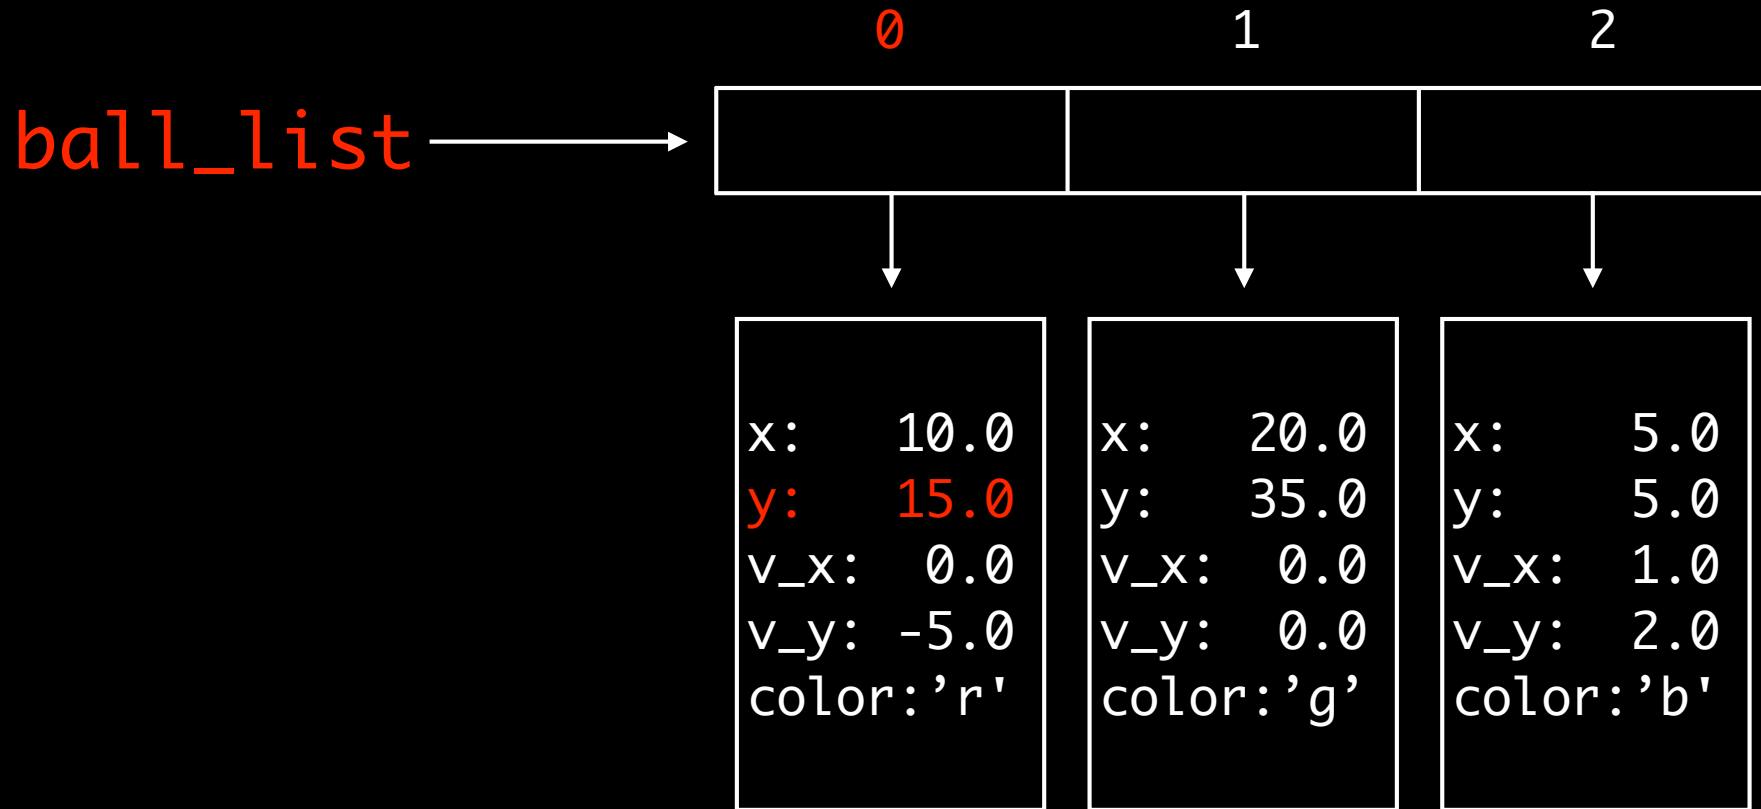 0 1 2
ball_list
x: 10.0
y: 15.0
v_x: 0.0
v_y: -5.0
color:’r'
x: 20.0
y: 35.0
v_x: 0.0
v_y: 0.0
color:’g’
x: 5.0
y: 5.0
v_x: 1.0
v_y: 2.0
color:’b'